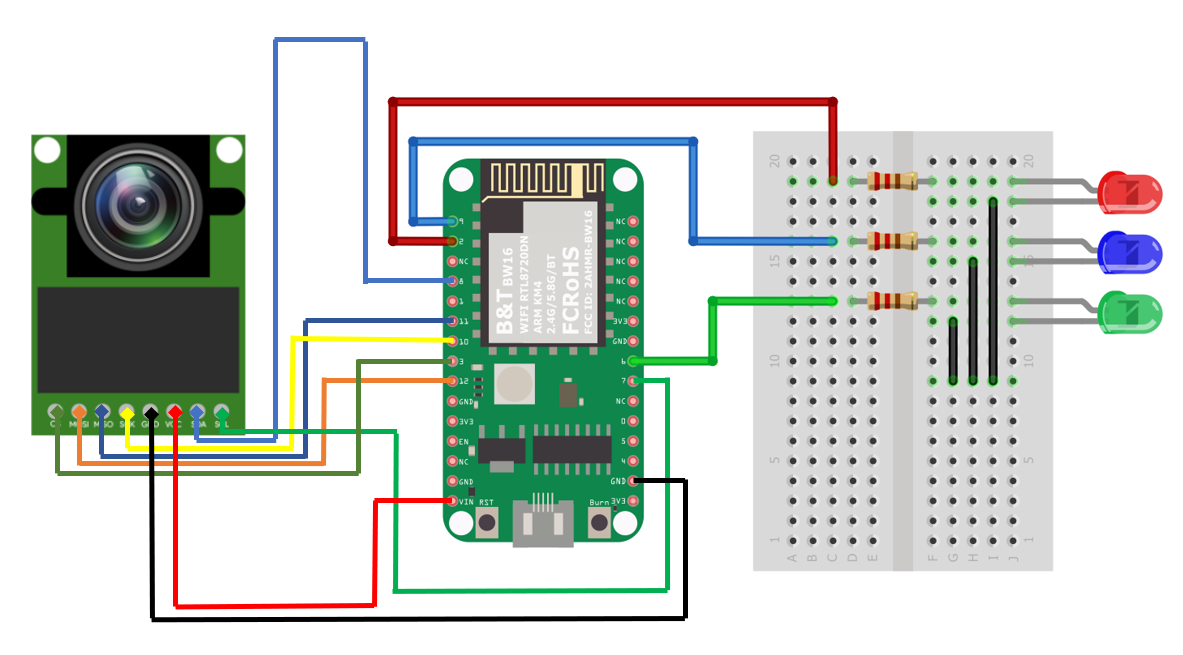 CS MOSI MISO SCK GND VCC SDA SCL
9
2
NC
8
1
11
10
3
12
GND
3V3
EN
NC
GND
VIN
RST
B&T BW16
WIFI RTL8720DN
ARM KM4
2.4G/5.8G/BT
FCRoHS
FCC ID: 2AHMR-BW16
NC
NC
NC
NC
NC
3V3
GND
6
7
NC
0
5
4
GND
3V3
Burn
20
15
10
5
1
A B C D E F G H I J
20
15
10
5
1